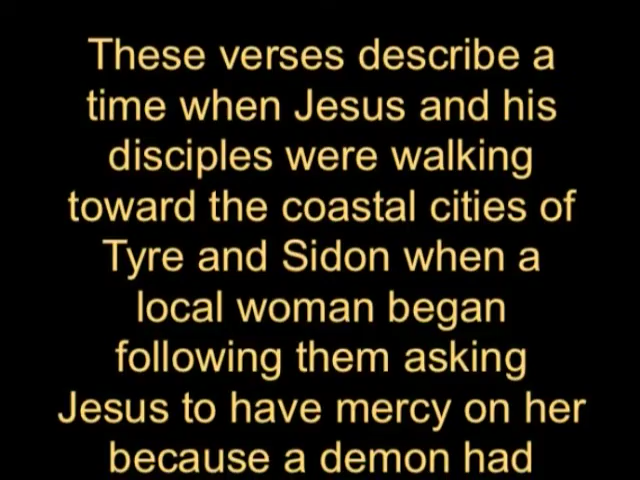 These verses describe a
time when Jesus and his
disciples were walking
toward the coastal cities of
Tyre and Sidon when a
local woman began
following them asking
Jesus to have mercy on her
because a demon had